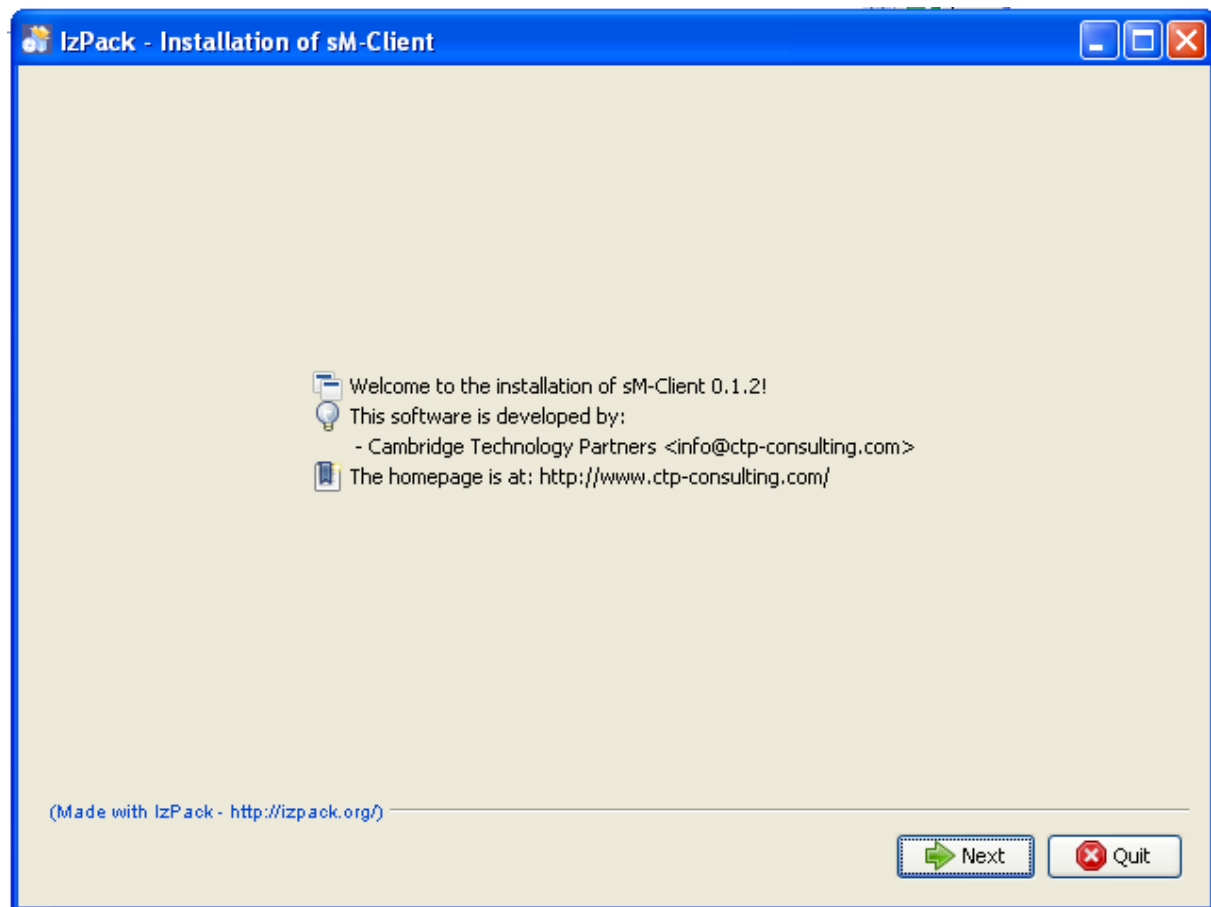 IzPack - Installation of sM-Client
Welcome to the installation of sM-Client 0.1.2!
This software is developed by:
- Cambridge Technology Partners <info@ctp-consulting.com>
The homepage is at: http://www.ctp-consulting.com/
(Made with IzPack - http://izpack.org/)
Next
Quit